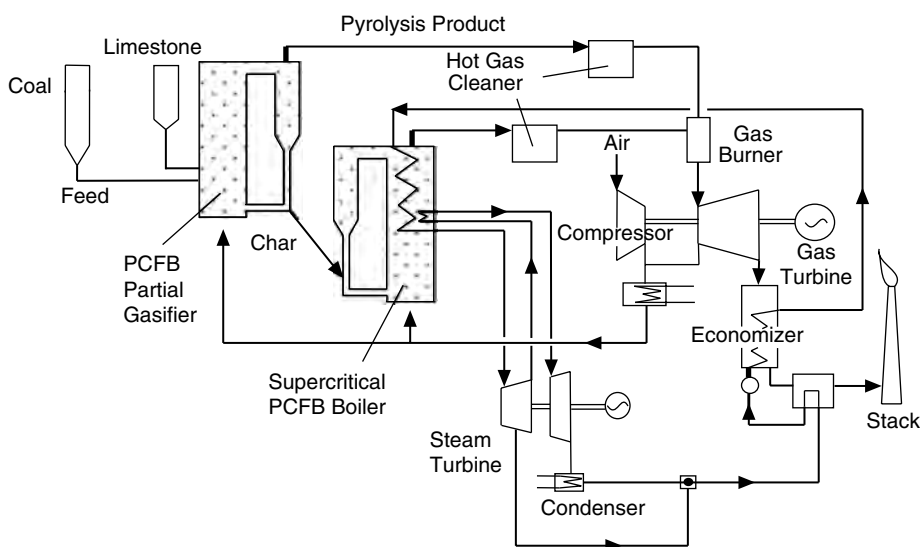 Pyrolysis Product
Limestone
Hot Gas
Cleaner
Coal
Air
Gas
Burner
Feed
Char
Compressor
PCFB
Partial
Gasifier
Gas
Turbine
Economizer
Supercritical
PCFB Boiler
Steam
Turbine
Stack
Condenser